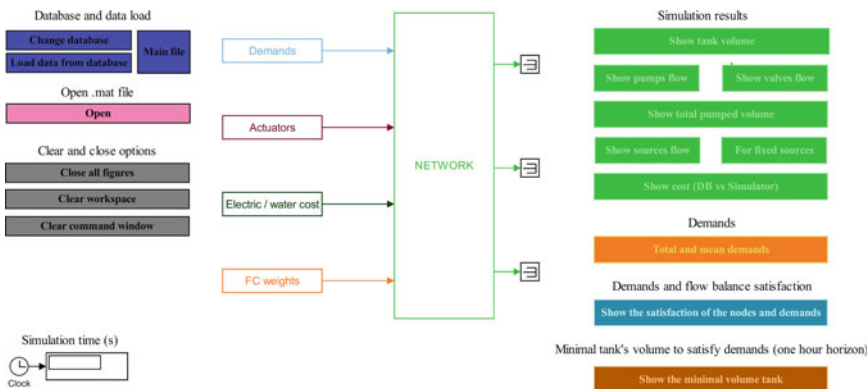 Database and data load
Change database
Load data from database
Main file
Open .mat file
Open
Clear and close options
Close all figures
Clear workspace
Clear command window
Simulation time (s)
Clock
Demands
Actuators
Electric / water cost
FC weights
NETWORK
Simulation results
Show tank volume
Show pumps flow
Show valves flow
Show total pumped volume
Show sources flow
For fixed sources
Show cost (DB vs Simulator)
Demands
Total and mean demands
Demands and flow balance satisfaction
Show the satisfaction of the nodes and demands
Minimal tank's volume to satisfy demands (one hour horizon)
Show the minimal volume tank